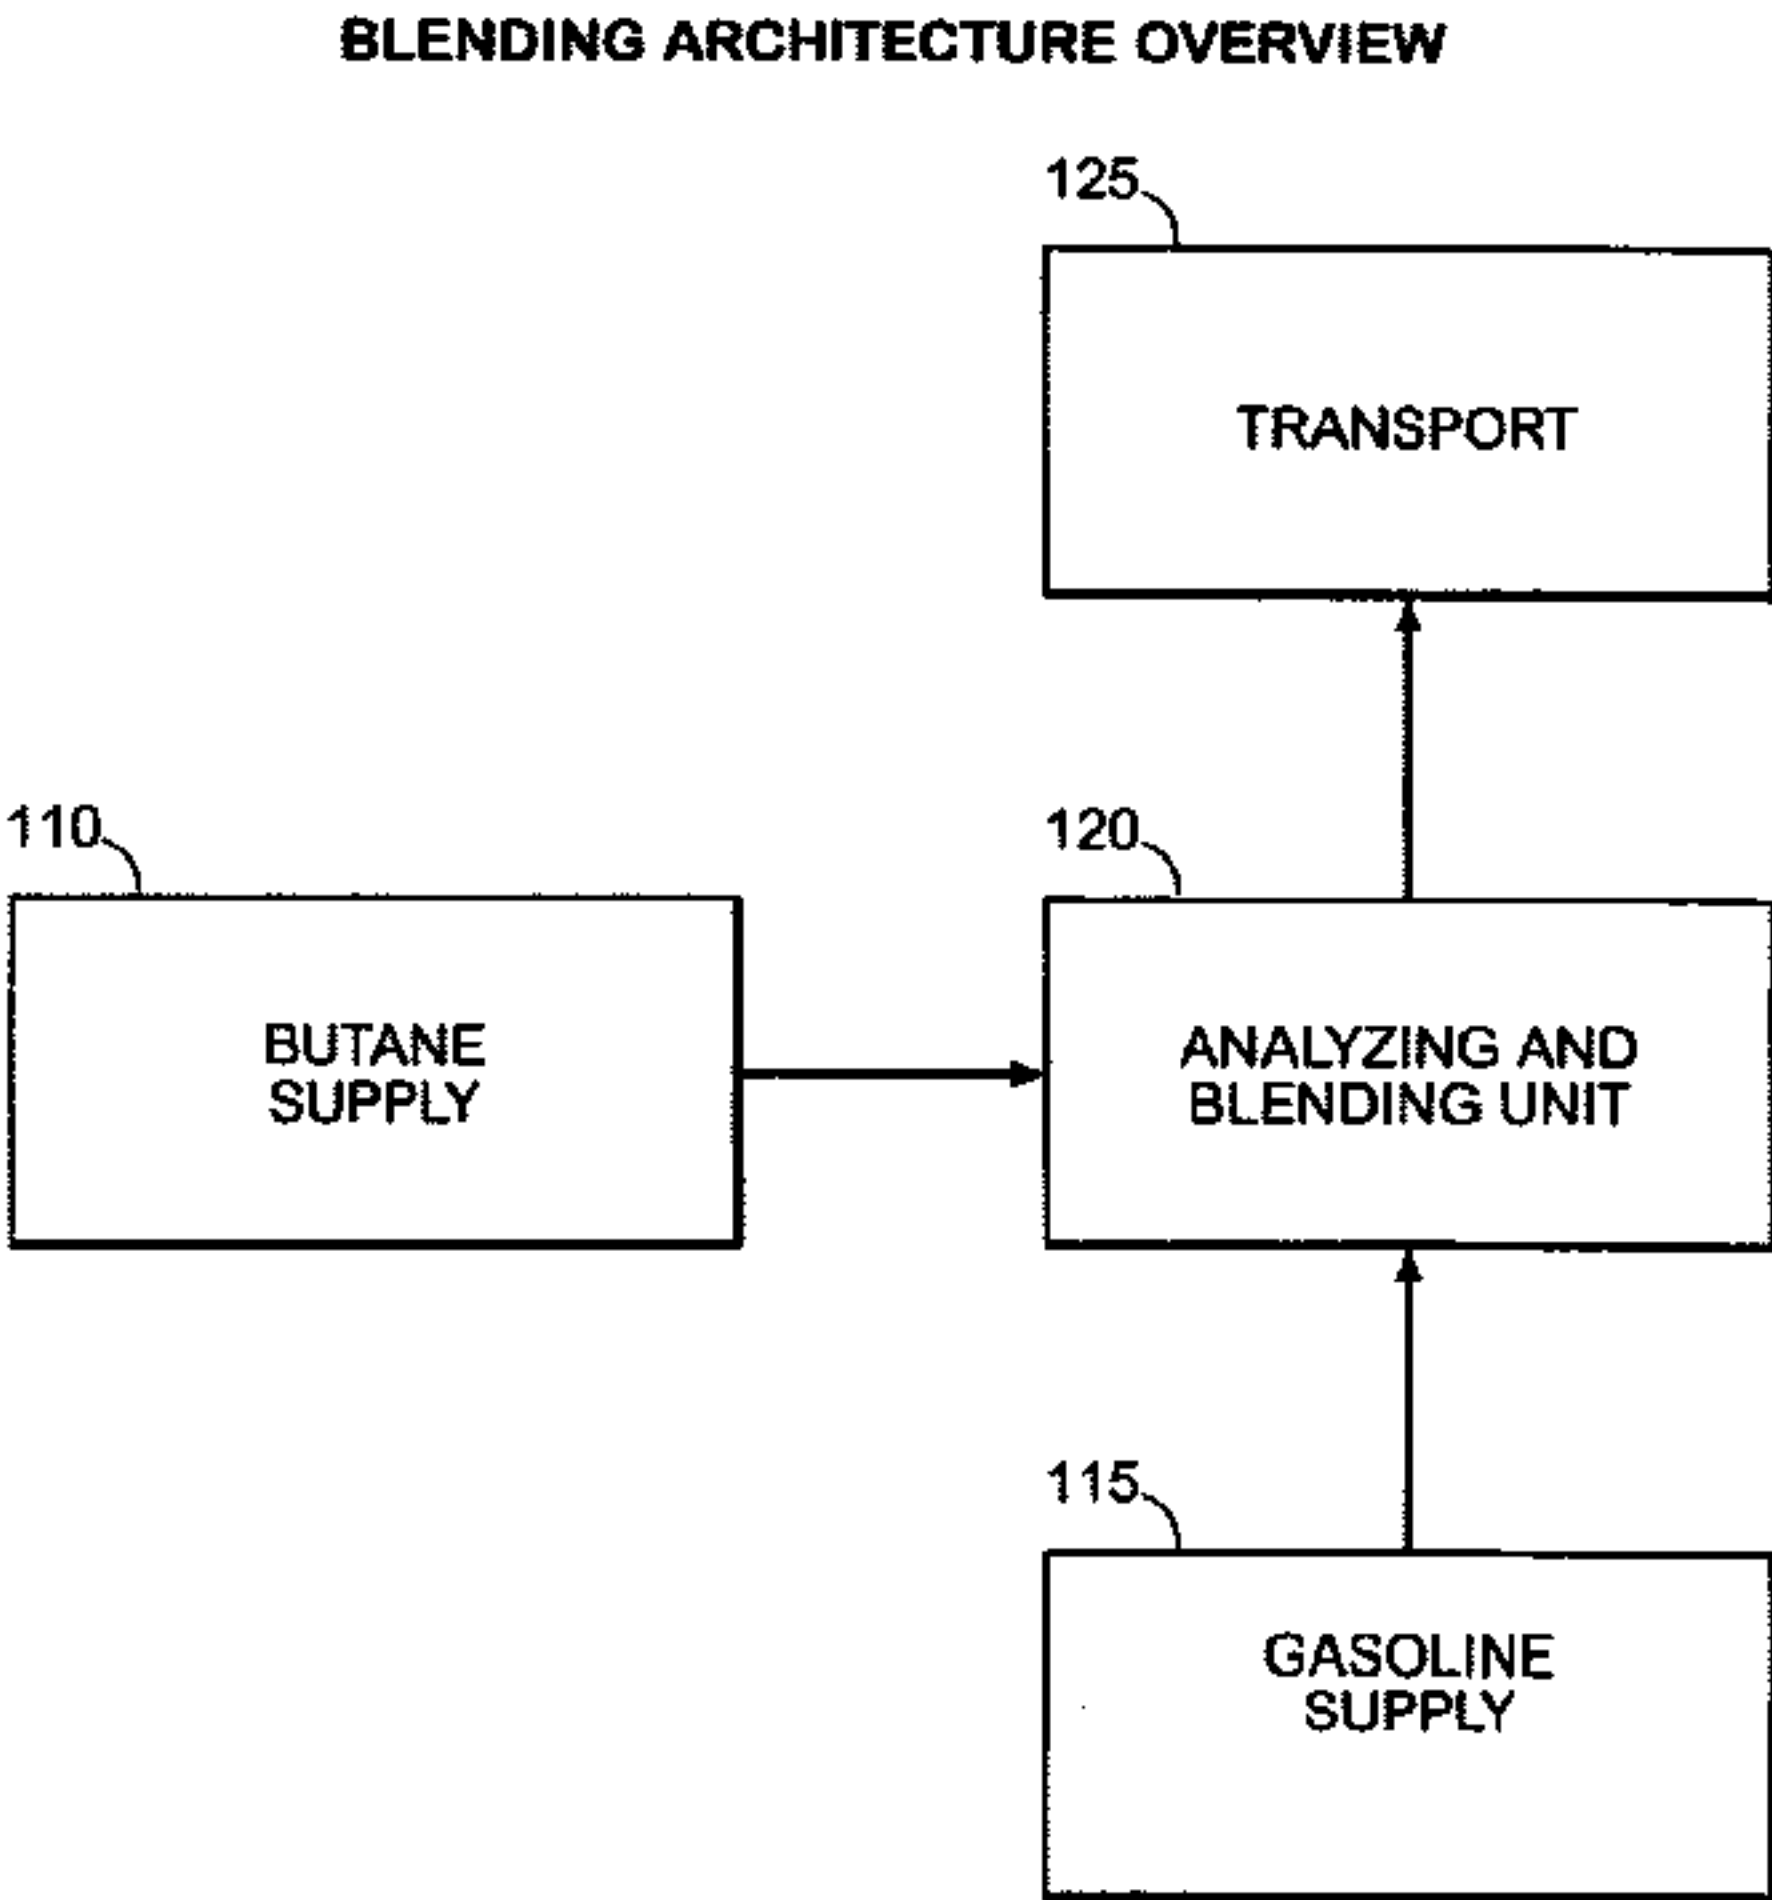 BLENDING ARCHITECTURE OVERVIEW
125
TRANSPORT
110
BUTANE
SUPPLY
120
ANALYZING AND
BLENDING UNIT
115
GASOLINE
SUPPLY